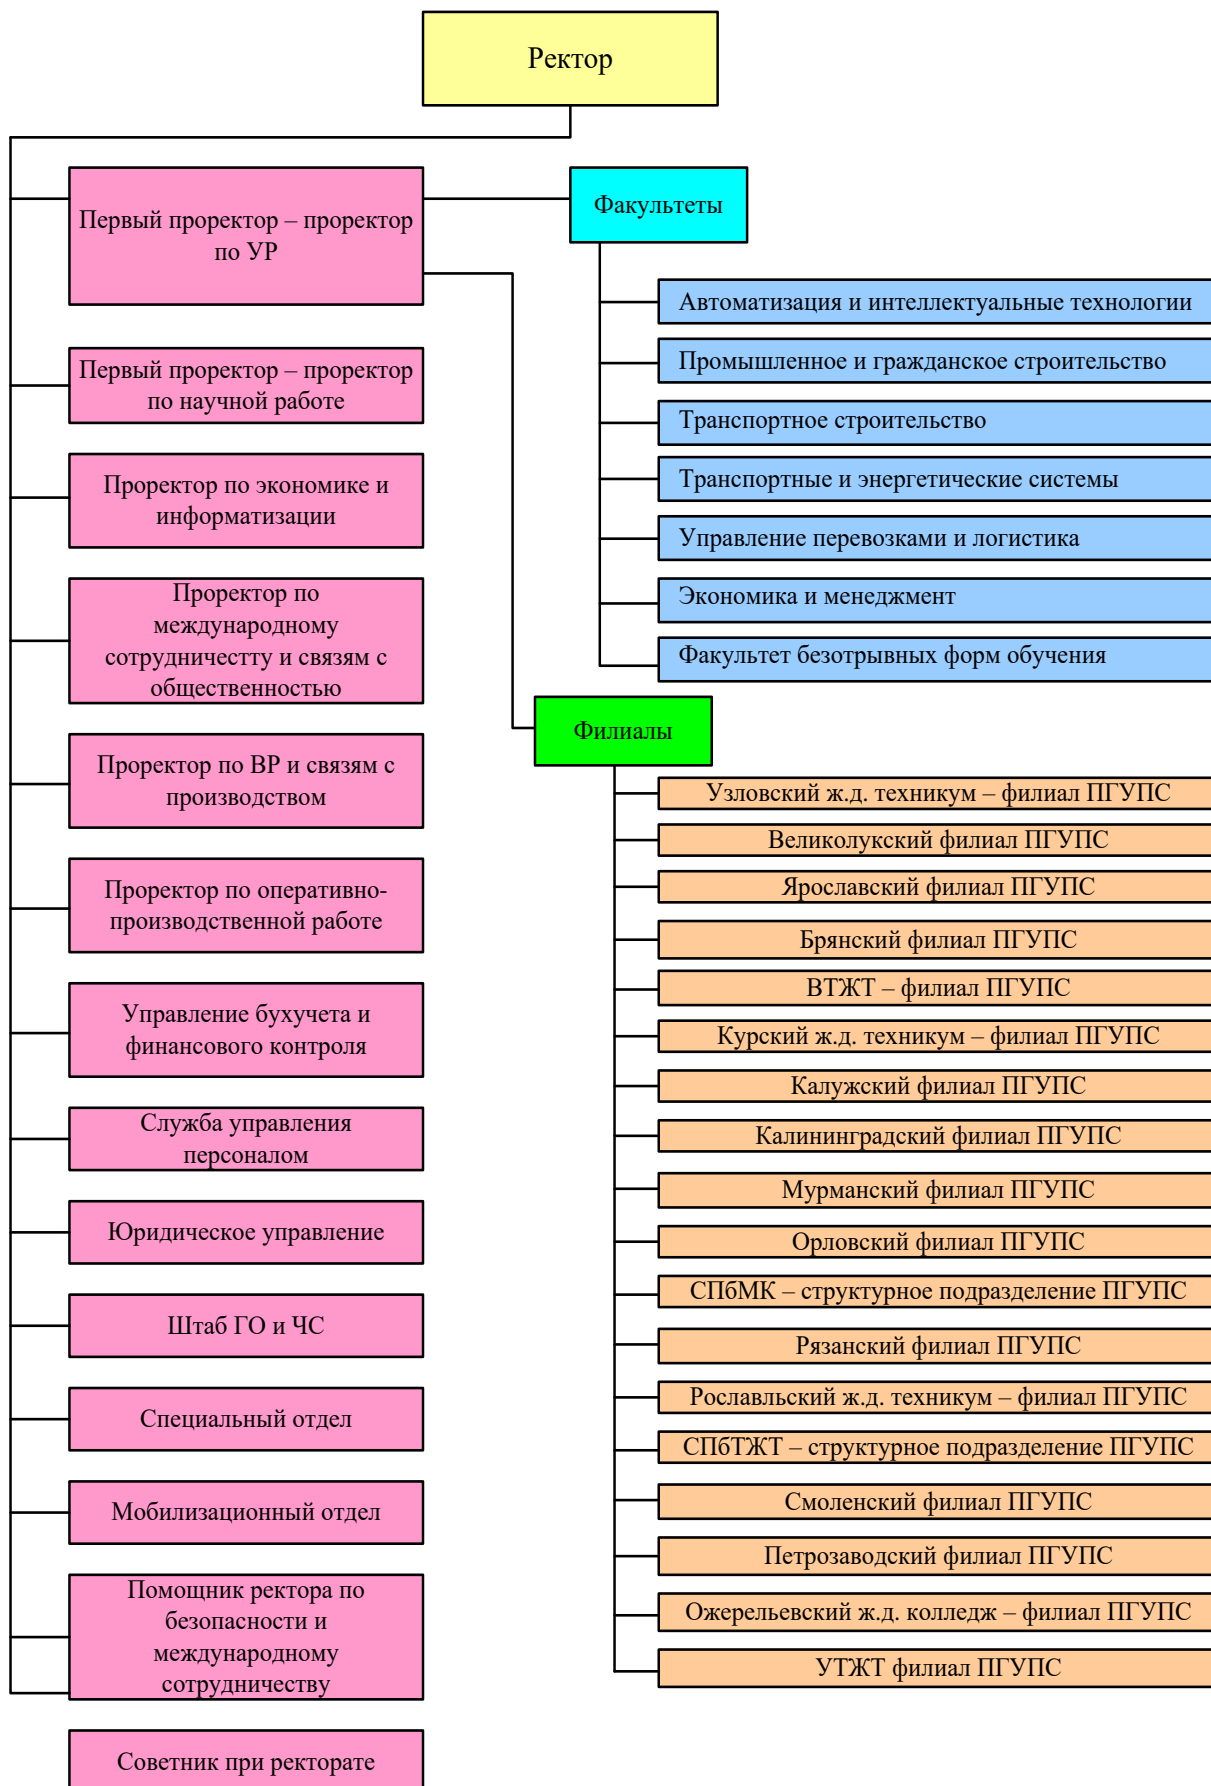 Ректор
Первый проректор – проректор
по УР
Первый проректор – проректор
по научной работе
Проректор по экономике и
информатизации
Проректор по
международному
сотрудничестту и связям с
общественностью
Проректор по ВР и связям с
производством
Проректор по оперативно-
производственной работе
Управление бухучета и
финансового контроля
Служба управления
персоналом
Юридическое управление
Штаб ГО и ЧС
Специальный отдел
Мобилизационный отдел
Помощник ректора по
безопасности и
международному
сотрудничеству
Советник при ректорате
Факультеты
Автоматизация и интеллектуальные технологии
Промышленное и гражданское строительство
Транспортное строительство
Транспортные и энергетические системы
Управление перевозками и логистика
Экономика и менеджмент
Факультет безотрывных форм обучения
Филиалы
Узловский ж.д. техникум – филиал ПГУПС
Великолукский филиал ПГУПС
Ярославский филиал ПГУПС
Брянский филиал ПГУПС
ВТЖТ – филиал ПГУПС
Курский ж.д. техникум – филиал ПГУПС
Калужский филиал ПГУПС
Калининградский филиал ПГУПС
Мурманский филиал ПГУПС
Орловский филиал ПГУПС
СПбМК – структурное подразделение ПГУПС
Рязанский филиал ПГУПС
Рославльский ж.д. техникум – филиал ПГУПС
СПбТЖТ – структурное подразделение ПГУПС
Смоленский филиал ПГУПС
Петрозаводский филиал ПГУПС
Ожерельевский ж.д. колледж – филиал ПГУПС
УТЖТ филиал ПГУПС